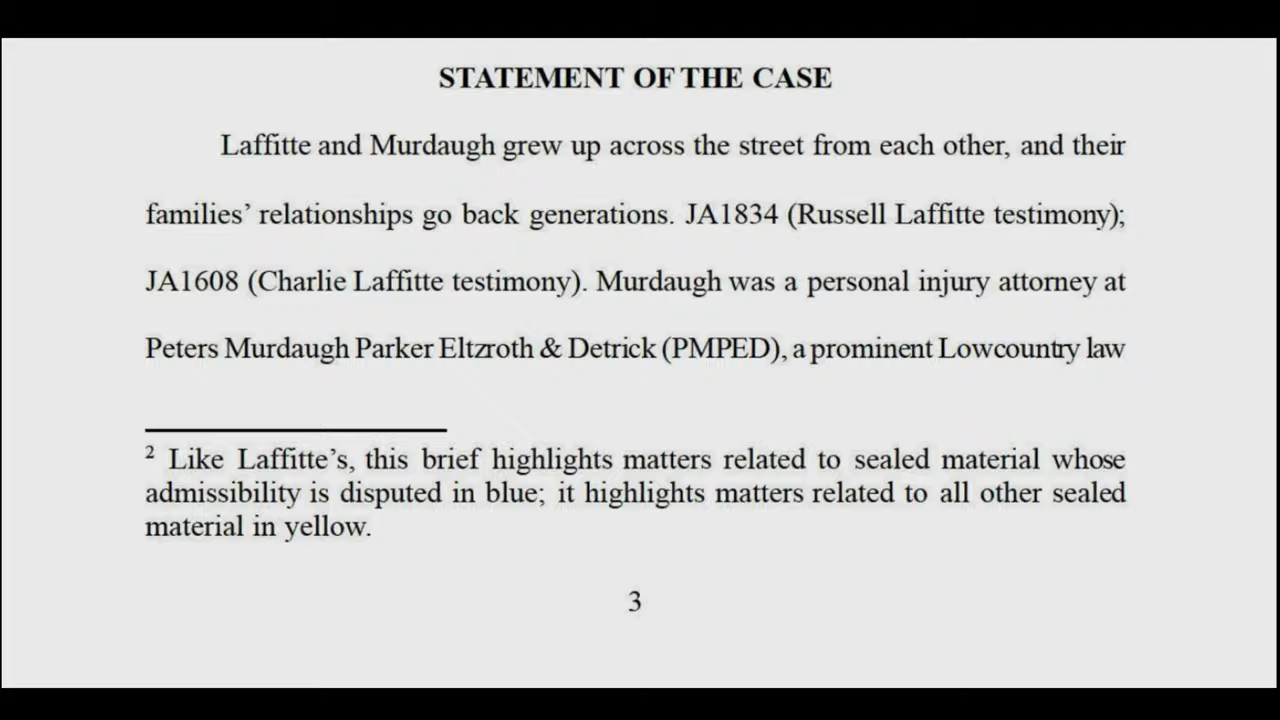 STATEMENT OF THE CASE
Laffitte and Murdaugh grew up across the street from each other, and their
families’ relationships go back generations. JA1834 (Russell Laffitte testimony);
JA1608 (Charlie Laffitte testimony). Murdaugh was a personal injury attorney at
Peters Murdaugh Parker Eltzroth & Detrick (PMPED), a prominent Lowcountry law
2 Like Laffitte’s, this brief highlights matters related to sealed material whose
admissibility is disputed in blue; it highlights matters related to all other sealed
material in yellow.
3